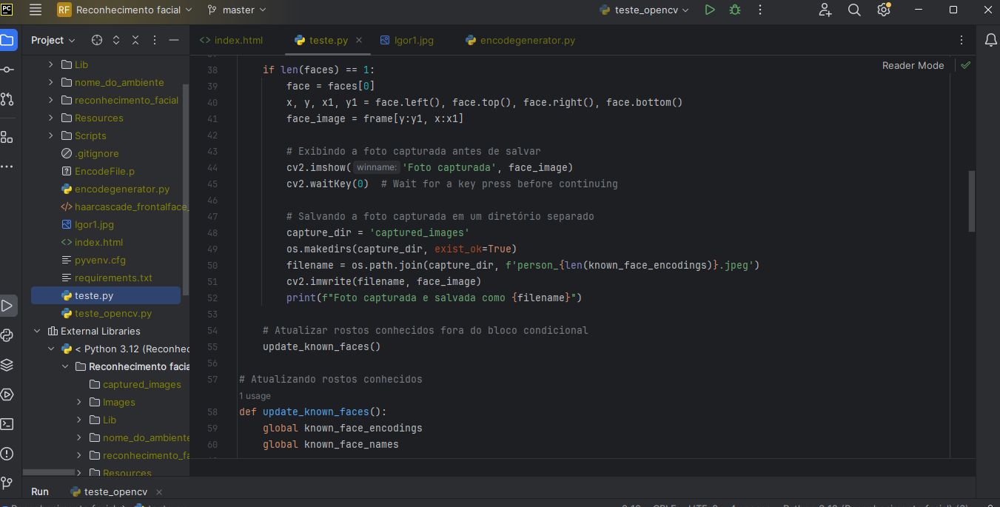 PC
RF Reconhecimento facial master teste_opencv
Project
index.html teste.py Igor1.jpg encodegenerator.py
Reader Mode
Lib
nome_do_ambiente
reconhecimento_facial
Resources
Scripts
.gitignore
EncodeFile.p
encodegenerator.py
haarcascade_frontalface_
Igor1.jpg
index.html
pyvenv.cfg
requirements.txt
teste.py
teste_opencv.py
External Libraries
< Python 3.12 (Reconhec
Reconhecimento facia
captured_images
Images
Lib
nome_do_ambiente
reconhecimento_fa
Resources
38 if len(faces) == 1:
39 face = faces[0]
40 x, y, x1, y1 = face.left(), face.top(), face.right(), face.bottom()
41 face_image = frame[y:y1, x:x1]
42
43 # Exibindo a foto capturada antes de salvar
44 cv2.imshow( winname: 'Foto capturada', face_image)
45 cv2.waitKey(0) # Wait for a key press before continuing
46
47 # Salvando a foto capturada em um diretório separado
48 capture_dir = 'captured_images'
49 os.makedirs(capture_dir, exist_ok=True)
50 filename = os.path.join(capture_dir, f'person_{len(known_face_encodings)}.jpeg')
51 cv2.imwrite(filename, face_image)
52 print(f"Foto capturada e salvada como {filename}")
53
54 # Atualizar rostos conhecidos fora do bloco condicional
55 update_known_faces()
56
57 # Atualizando rostos conhecidos
1 usage
58 def update_known_faces():
59 global known_face_encodings
60 global known_face_names
Run teste_opencv